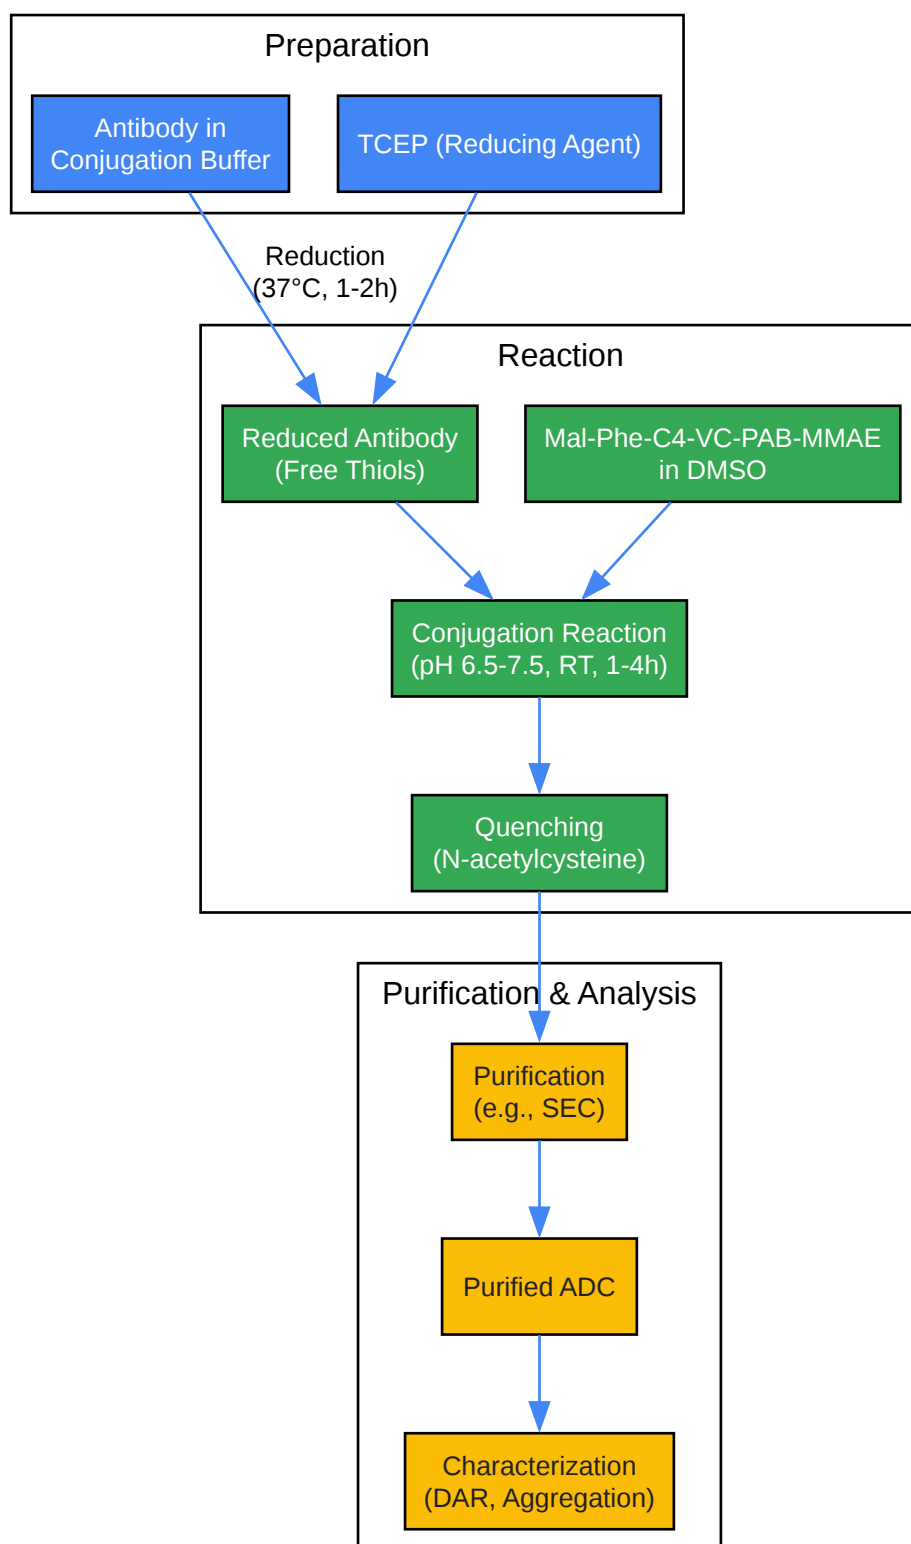 Preparation
Antibody in
Conjugation Buffer
TCEP (Reducing Agent)
Reduction
(37°C, 1-2h)
Reaction
Reduced Antibody
(Free Thiols)
Mal-Phe-C4-VC-PAB-MMAE
in DMSO
Conjugation Reaction
(pH 6.5-7.5, RT, 1-4h)
Quenching
(N-acetylcysteine)
Purification & Analysis
Purification
(e.g., SEC)
Purified ADC
Characterization
(DAR, Aggregation)